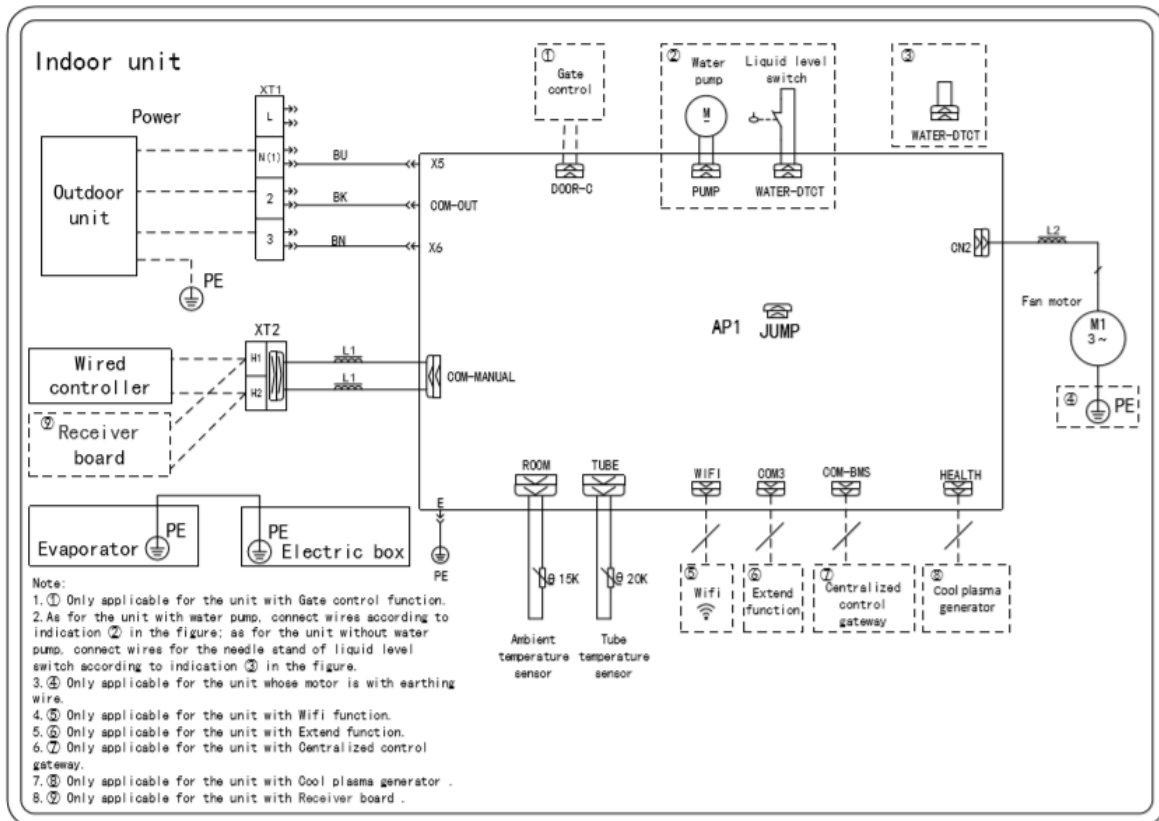 Indoor unit
XT1
Power
L
N(1)
2
3
Outdoor unit
PE
BU
BK
BN
X5
COM-OUT
X6
① Gate control
DOOR-C
② Water pump
M
PUMP
Liquid level switch
WATER-DTCT
③
WATER-DTCT
CN2
L2
Fan motor
M1
3～
④ PE
AP1
JUMP
XT2
H1
H2
L1
L1
COM-MANUAL
Wired controller
⑨ Receiver board
ROOM
TUBE
WIFI
COM3
COM-BMS
HEALTH
E
PE
PE
Evaporator
PE
Electric box
θ 15K
θ 20K
Ambient temperature sensor
Tube temperature sensor
⑤ Wifi
⑥ Extend function
⑦ Centralized control gateway
⑧ Cool plasma generator
Note:
1. ① Only applicable for the unit with Gate control function.
2. As for the unit with water pump, connect wires according to
indication ② in the figure; as for the unit without water
pump, connect wires for the needle stand of liquid level
switch according to indication ③ in the figure.
3. ④ Only applicable for the unit whose motor is with earthing
wire.
4. ⑤ Only applicable for the unit with Wifi function.
5. ⑥ Only applicable for the unit with Extend function.
6. ⑦ Only applicable for the unit with Centralized control
gateway.
7. ⑧ Only applicable for the unit with Cool plasma generator .
8. ⑨ Only applicable for the unit with Receiver board .